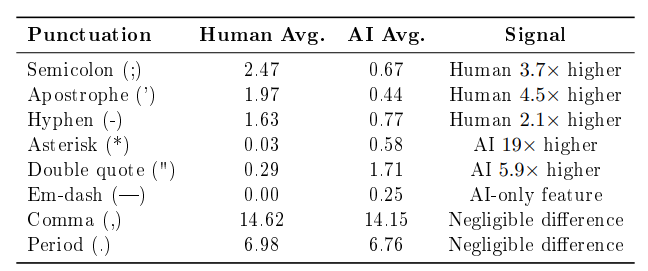 Punctuation Human Avg. AI Avg. Signal
Semicolon (;) 2.47 0.67 Human 3.7× higher
Apostrophe (’) 1.97 0.44 Human 4.5× higher
Hyphen (-) 1.63 0.77 Human 2.1× higher
Asterisk (*) 0.03 0.58 AI 19× higher
Double quote (") 0.29 1.71 AI 5.9× higher
Em-dash (—) 0.00 0.25 AI-only feature
Comma (,) 14.62 14.15 Negligible difference
Period (.) 6.98 6.76 Negligible difference